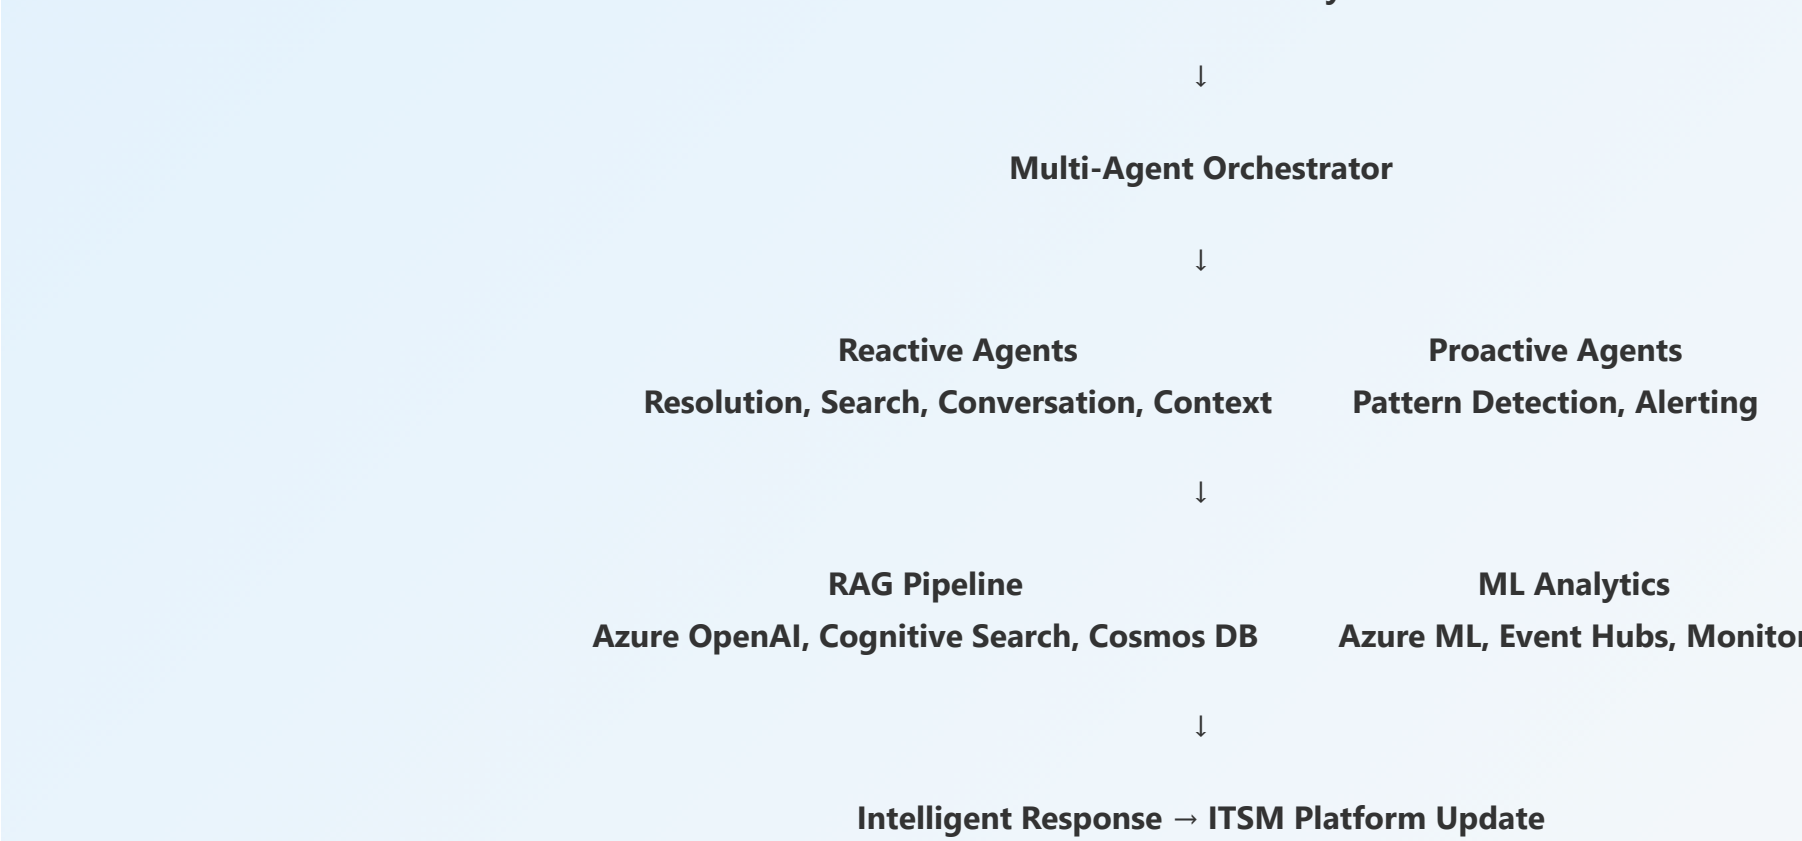 ↓
Multi-Agent Orchestrator
↓
Reactive Agents
Resolution, Search, Conversation, Context
Proactive Agents
Pattern Detection, Alerting
↓
RAG Pipeline
Azure OpenAI, Cognitive Search, Cosmos DB
ML Analytics
Azure ML, Event Hubs, Monitor
↓
Intelligent Response → ITSM Platform Update